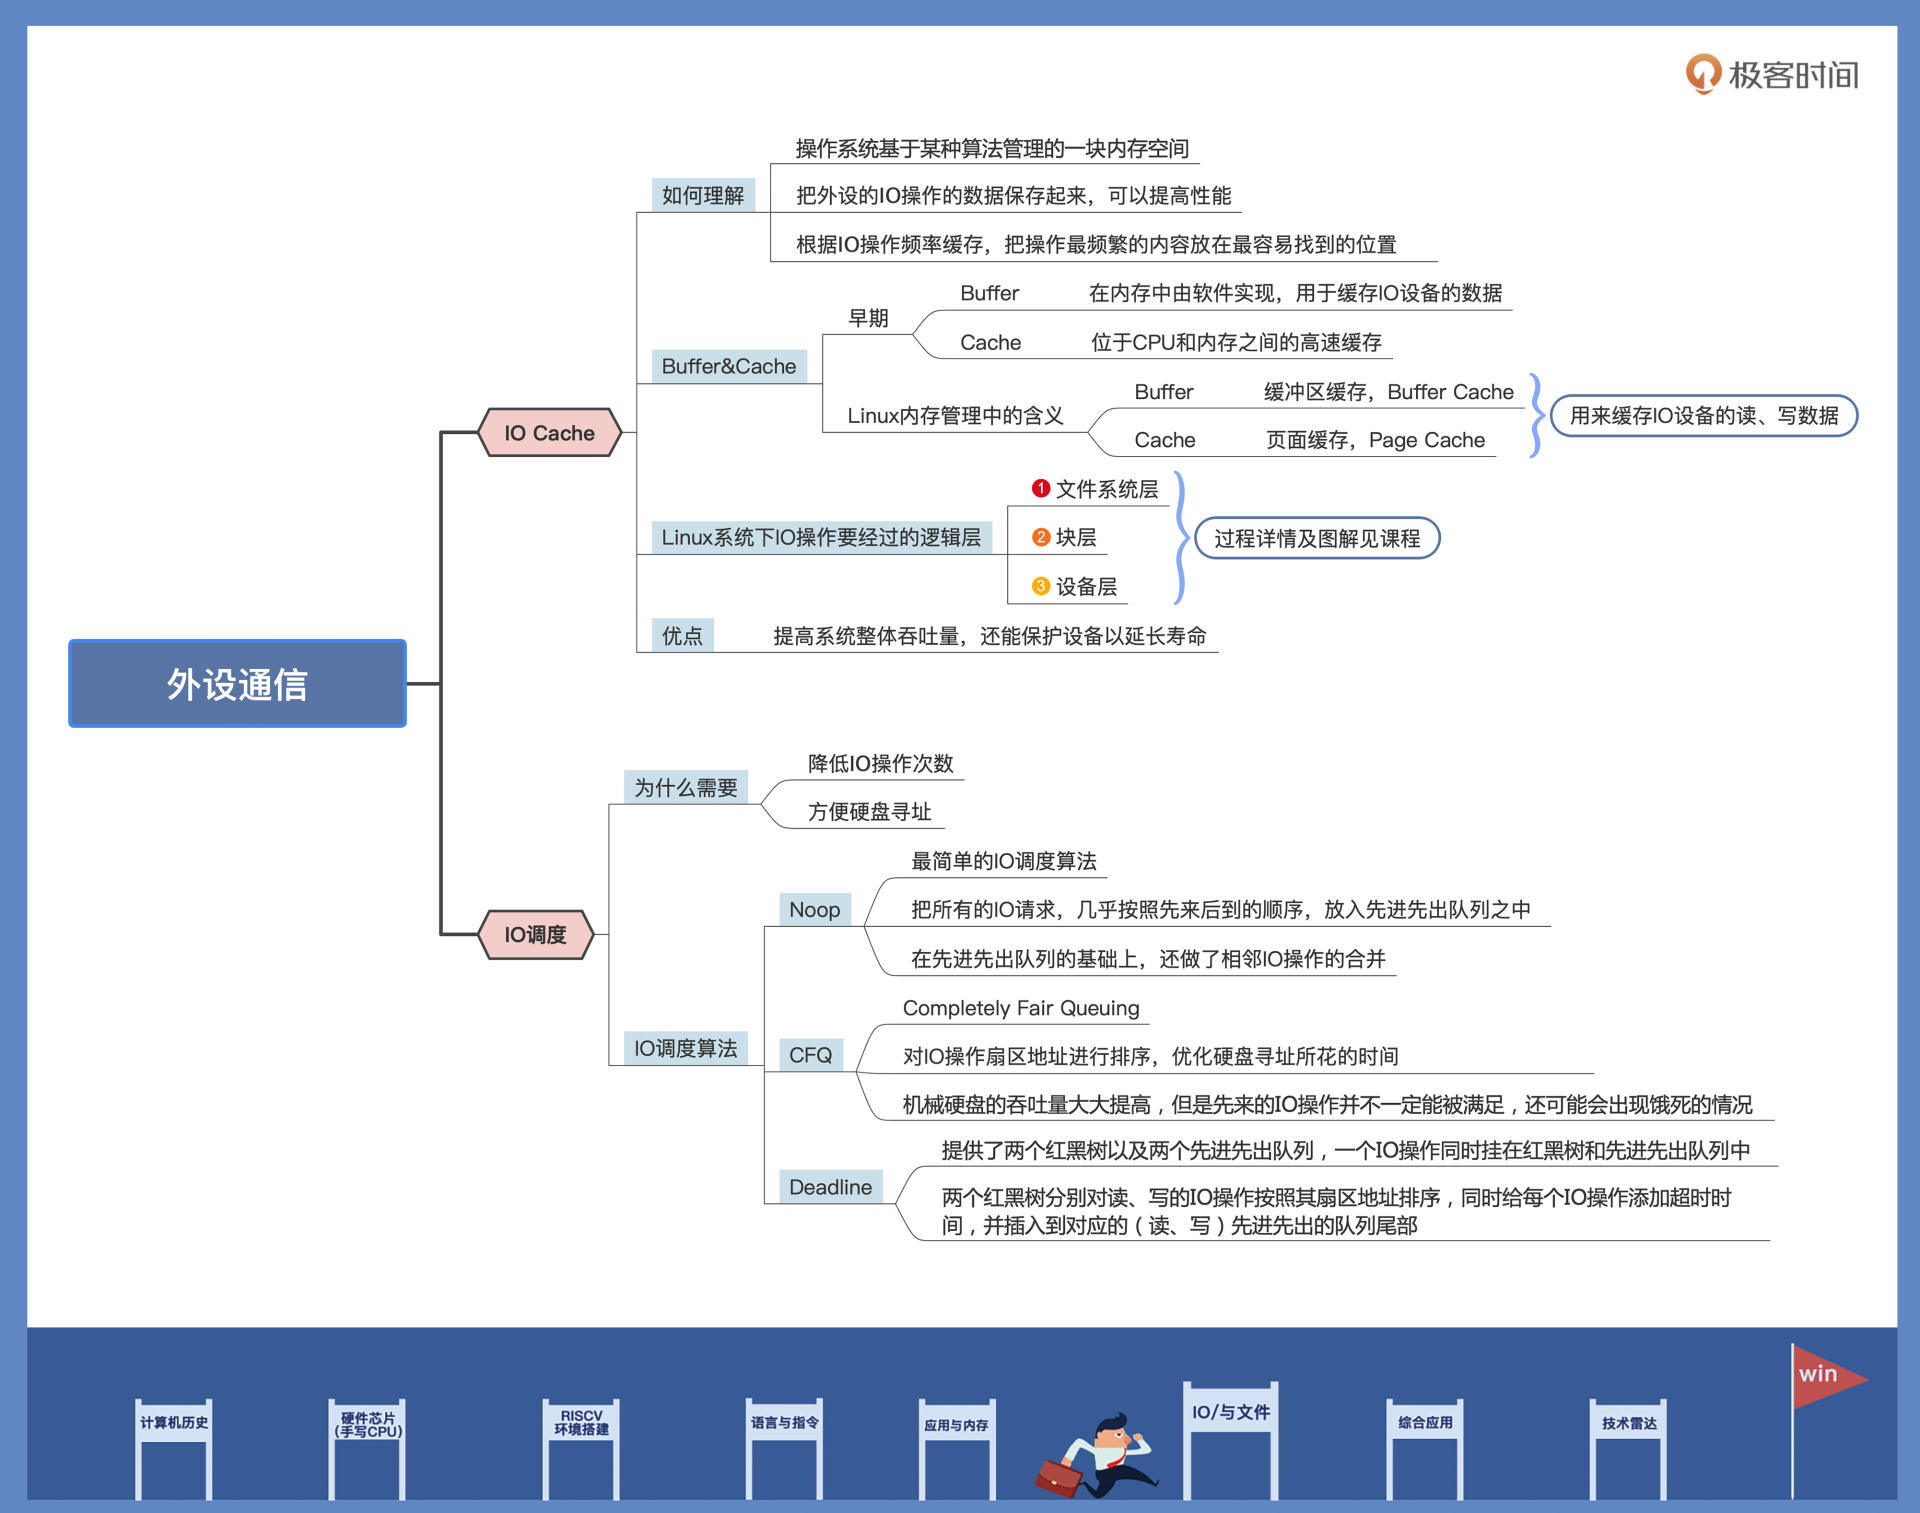 极客时间
外设通信
IO Cache
如何理解
操作系统基于某种算法管理的一块内存空间
把外设的IO操作的数据保存起来，可以提高性能
根据IO操作频率缓存，把操作最频繁的内容放在最容易找到的位置
Buffer&Cache
早期
Buffer 在内存中由软件实现，用于缓存IO设备的数据
Cache 位于CPU和内存之间的高速缓存
Linux内存管理中的含义
Buffer 缓冲区缓存，Buffer Cache
Cache 页面缓存，Page Cache
用来缓存IO设备的读、写数据
Linux系统下IO操作要经过的逻辑层
1 文件系统层
2 块层
3 设备层
过程详情及图解见课程
优点 提高系统整体吞吐量，还能保护设备以延长寿命
IO调度
为什么需要
降低IO操作次数
方便硬盘寻址
IO调度算法
Noop
最简单的IO调度算法
把所有的IO请求，几乎按照先来后到的顺序，放入先进先出队列之中
在先进先出队列的基础上，还做了相邻IO操作的合并
CFQ
Completely Fair Queuing
对IO操作扇区地址进行排序，优化硬盘寻址所花的时间
机械硬盘的吞吐量大大提高，但是先来的IO操作并不一定能被满足，还可能会出现饿死的情况
Deadline
提供了两个红黑树以及两个先进先出队列，一个IO操作同时挂在红黑树和先进先出队列中
两个红黑树分别对读、写的IO操作按照其扇区地址排序，同时给每个IO操作添加超时时
间，并插入到对应的（读、写）先进先出的队列尾部
计算机历史
硬件芯片
(手写CPU)
RISCV
环境搭建
语言与指令
应用与内存
IO/与文件
综合应用
技术雷达
win